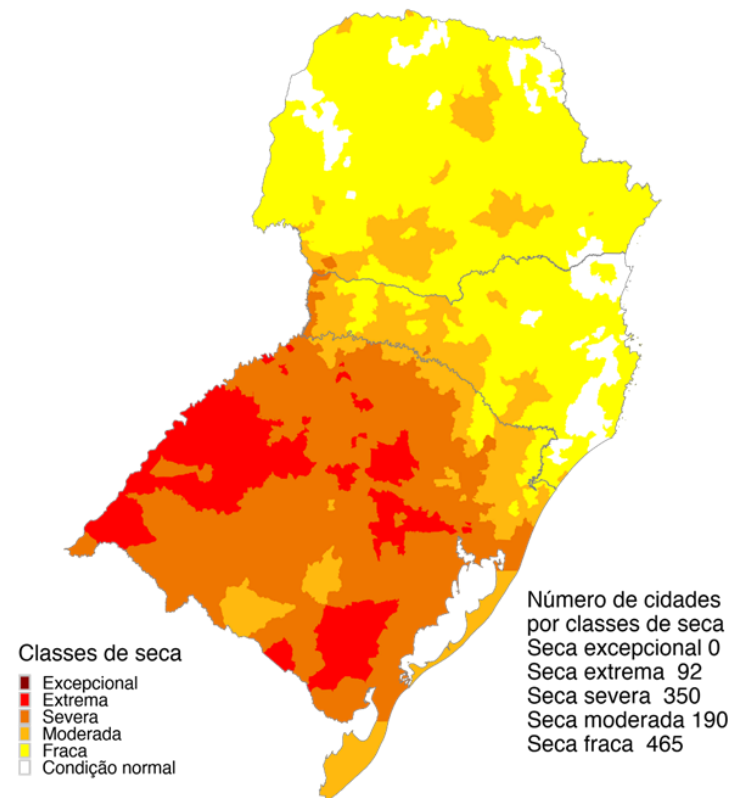 Número de cidades
por classes de seca
Seca excepcional 0
Seca extrema 92
Seca severa 350
Seca moderada 190
Seca fraca 465
Classes de seca
Excepcional
Extrema
Severa
Moderada
Fraca
Condição normal